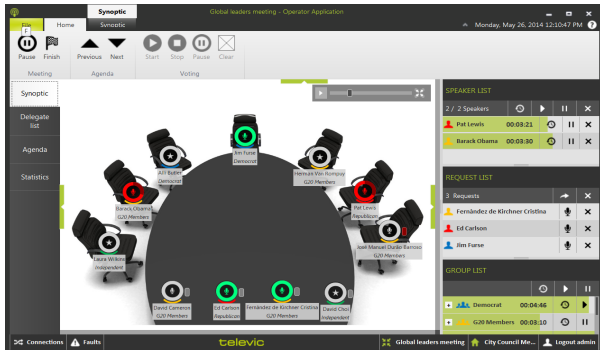 Synoptic
Global leaders meeting - Operator Application
File
Home
Synoptic
Monday, May 26, 2014 12:10:47 PM
?
F
Pause
Finish
Previous
Next
Start
Stop
Pause
Clear
Meeting
Agenda
Voting
Synoptic
Delegate
list
Agenda
Statistics
Jim Furse
Democrat
Will Butler
Democrat
Herman Van Rompuy
G20 Members
Barack Obama
G20 Members
Pat Lewis
Republican
Laura Wilkins
Independent
José Manuel Durão Barroso
G20 Members
David Cameron
G20 Members
Ed Carlson
Republican
Fernández de Kirchner Cristina
G20 Members
David Choi
Independent
SPEAKER LIST
2 / 2 Speakers
Pat Lewis 00:03:21
Barack Obama 00:03:30
REQUEST LIST
3 Requests
Fernández de Kirchner Cristina
Ed Carlson
Jim Furse
GROUP LIST
Democrat 00:04:46
G20 Members 00:03:10
Connections
Faults
televic
Global leaders meeting
City Council Me...
Logout admin